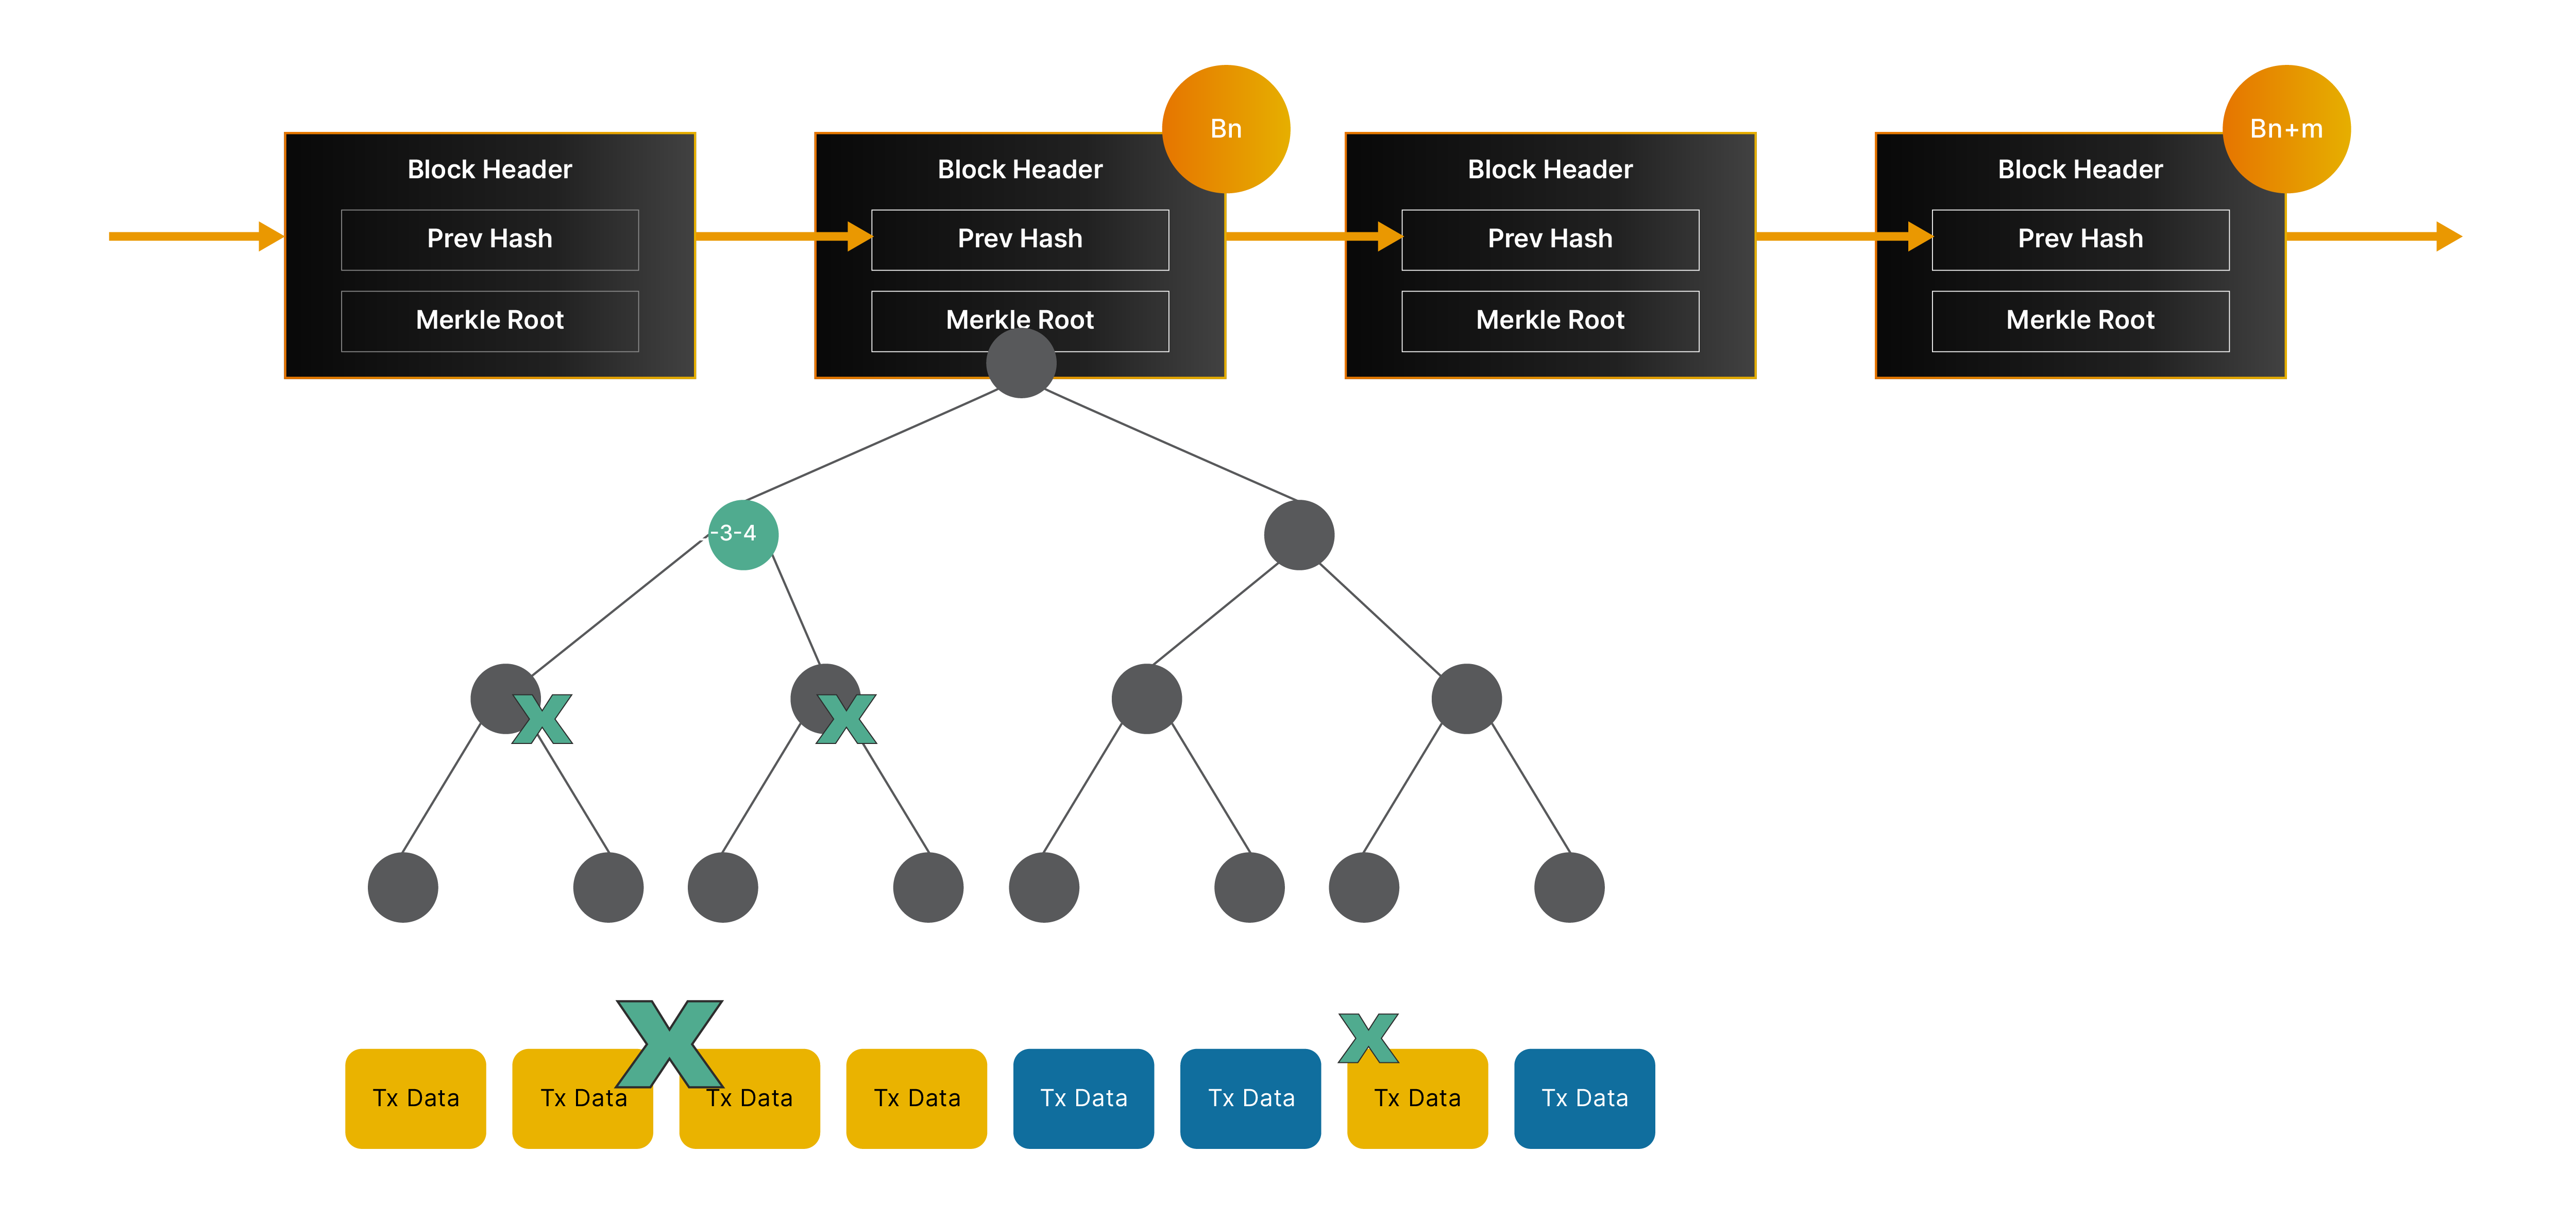 Bn
Bn+m
Block Header
Block Header
Block Header
Block Header
Prev Hash
Prev Hash
Prev Hash
Prev Hash
Merkle Root
Merkle Root
Merkle Root
Merkle Root
-3-4
X
X
X
X
Tx Data
Tx Data
Tx Data
Tx Data
Tx Data
Tx Data
Tx Data
Tx Data